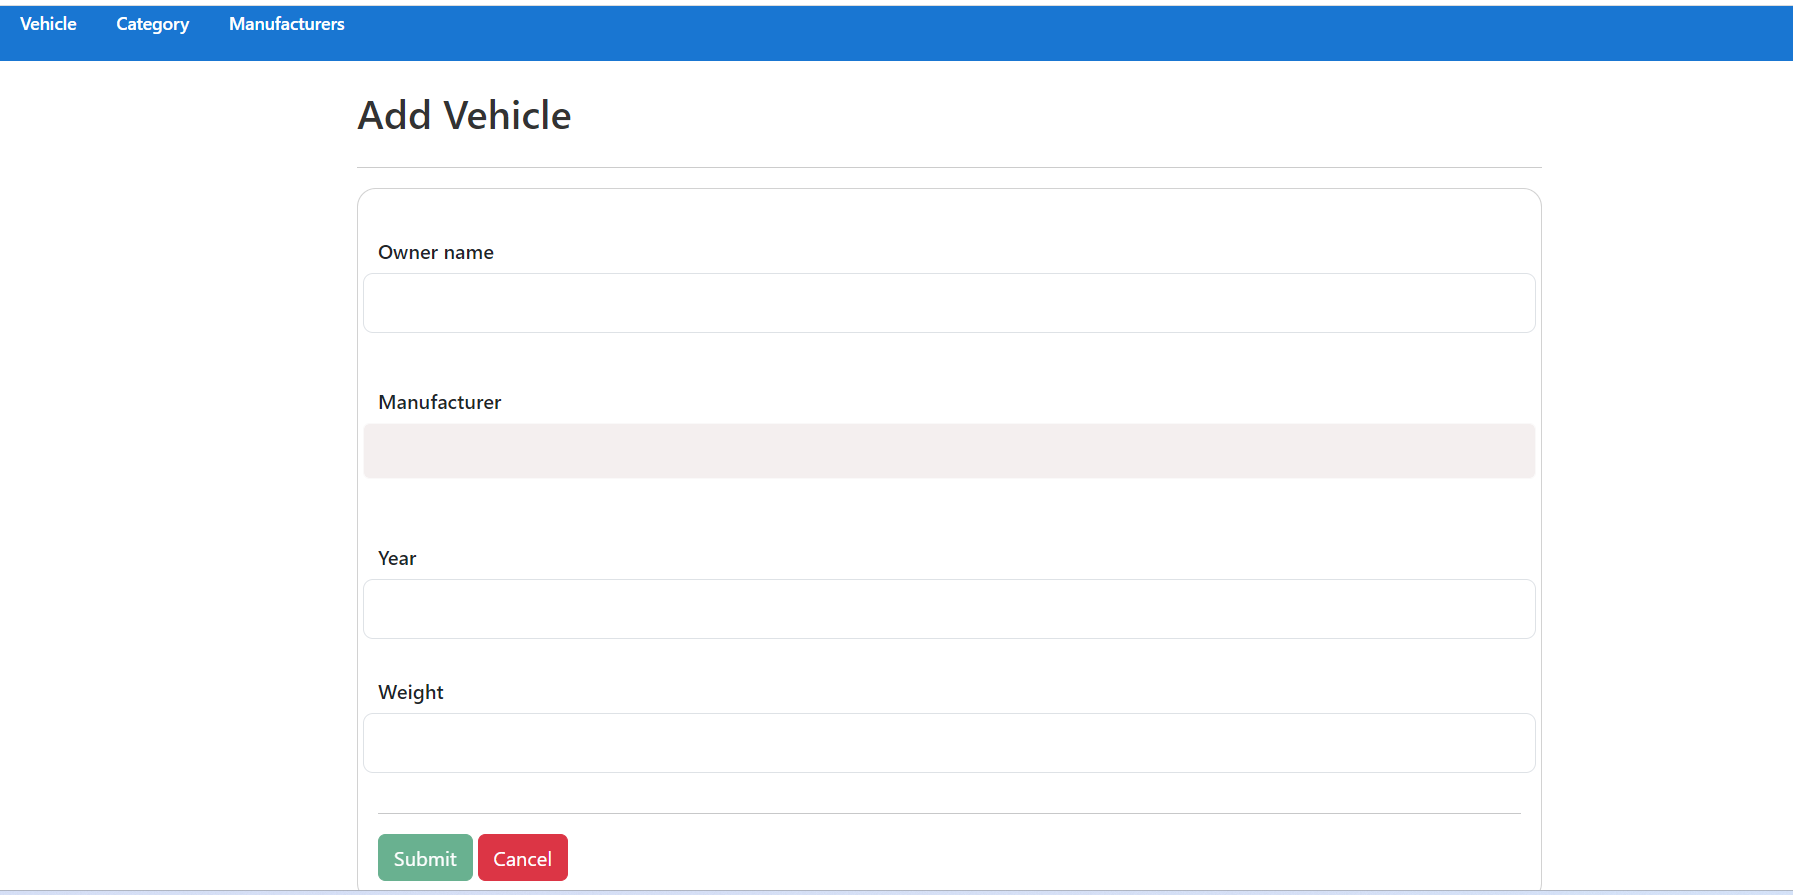 Vehicle Category Manufacturers
Add Vehicle
Owner name
Manufacturer
Year
Weight
Submit Cancel